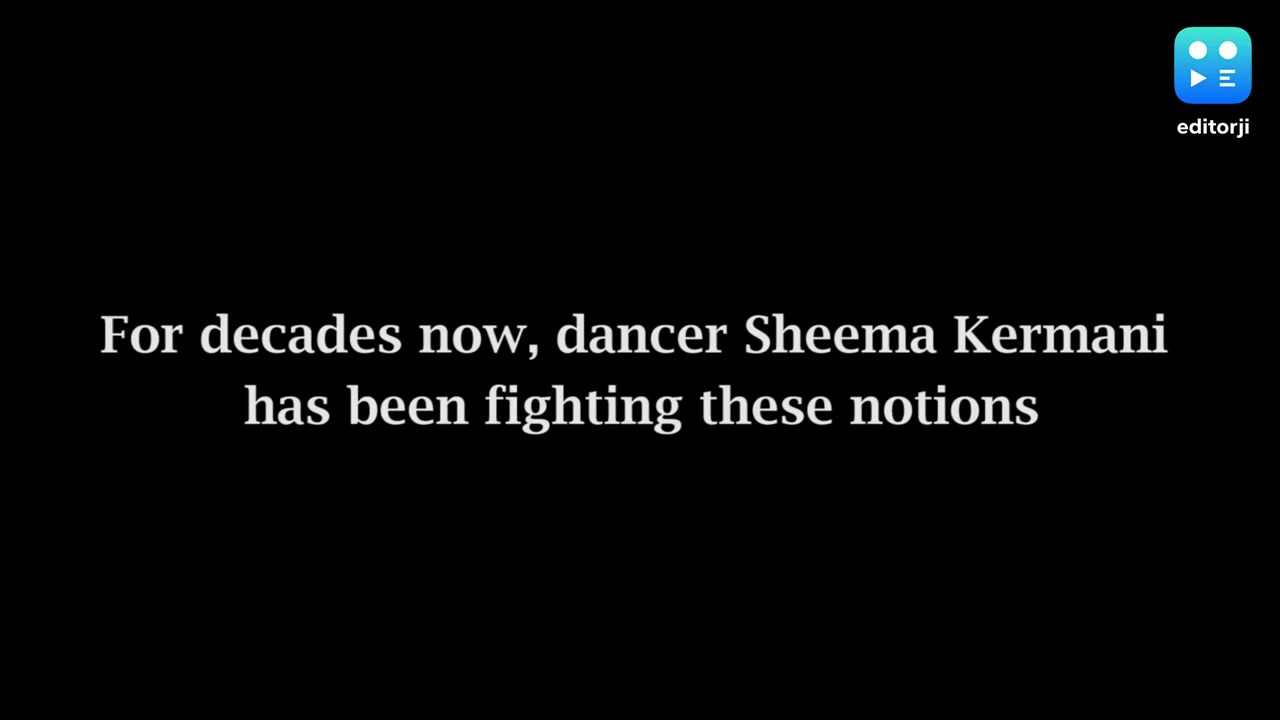 editorji
For decades now, dancer Sheema Kermani
has been fighting these notions